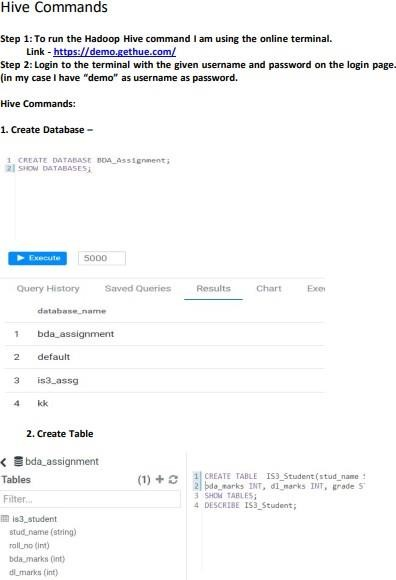 Hive Commands
Step 1: To run the Hadoop Hive command I am using the online terminal.
Link - https://demo.gethue.com/
Step 2: Login to the terminal with the given username and password on the login page.
(in my case I have “demo” as username as password.
Hive Commands:
1. Create Database –
1 CREATE DATABASE BDA_Assignment;
2 SHOW DATABASES;
Execute 5000
Query History Saved Queries Results Chart Exe
database_name
1 bda_assignment
2 default
3 is3_assg
4 kk
2. Create Table
bda_assignment
Tables (1)
Filter...
is3_student
stud_name (string)
roll_no (int)
bda_marks (int)
dl_marks (int)
1 CREATE TABLE IS3_Student(stud_name
2 bda_marks INT, dl_marks INT, grade
3 SHOW TABLES;
4 DESCRIBE IS3_Student;